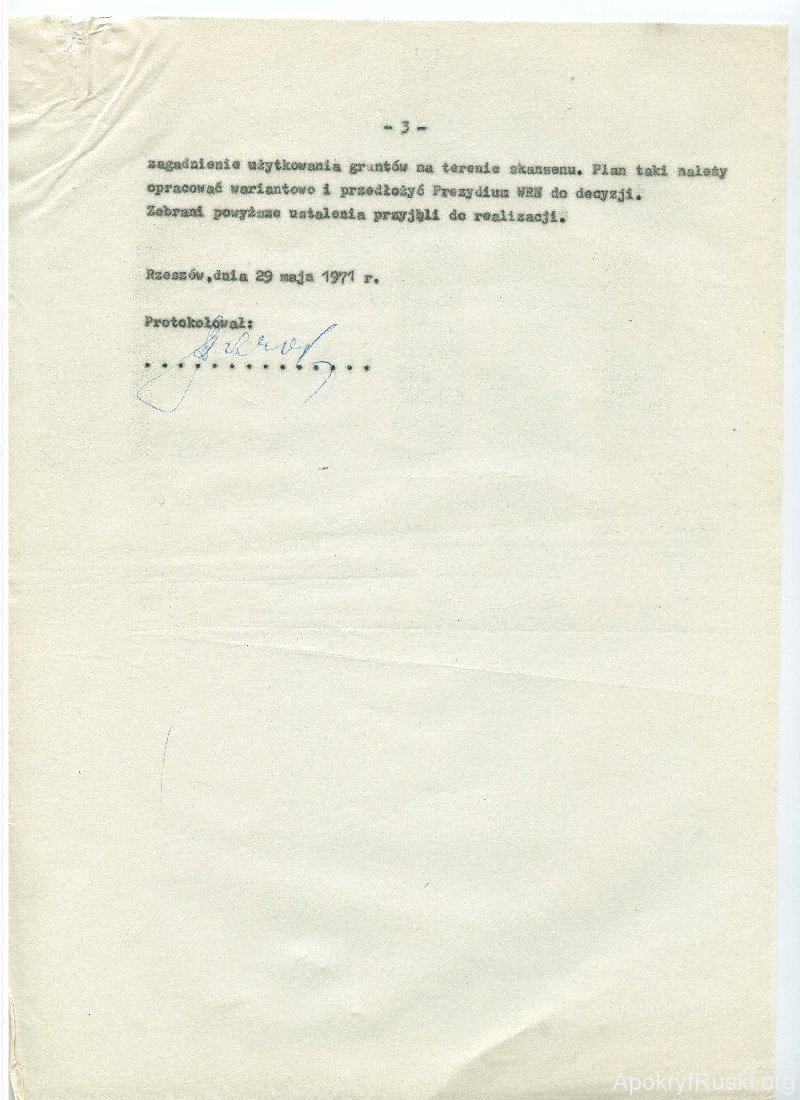 - 3 -
zagadnienie użytkowania gruntów na terenie skansenu. Plan taki należy
opracować wariantowo i przedłożyć Prezydium WRN do decyzji.
Zebrani powyższe ustalenia przyjęli do realizacji.
Rzeszów,dnia 29 maja 1971 r.
Protokołował:
...............
ApokryfRuski.org